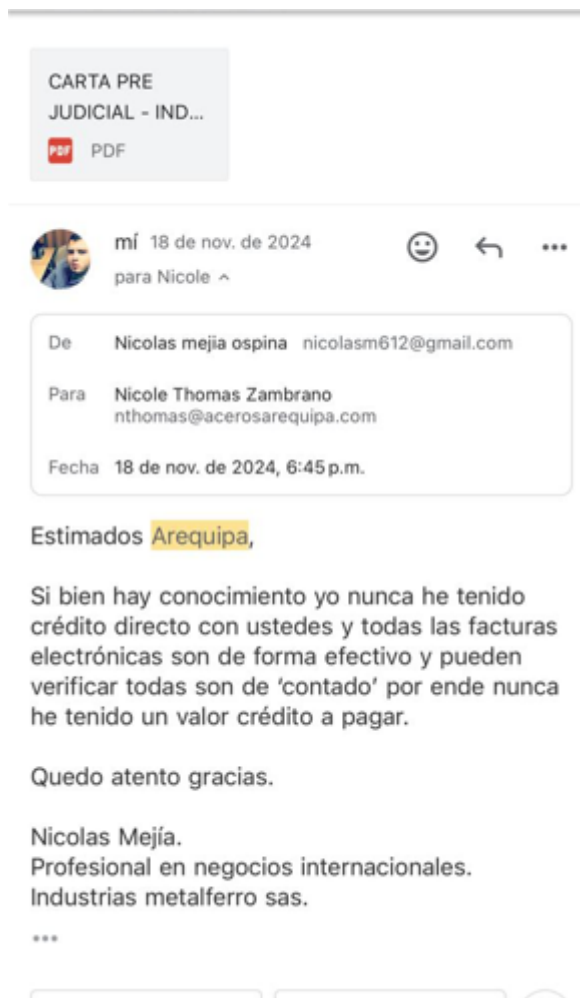 CARTA PRE
JUDICIAL - IND...
PDF PDF
mí 18 de nov. de 2024
para Nicole
De Nicolas mejia ospina nicolasm612@gmail.com
Para Nicole Thomas Zambrano
nthomas@acerosarequipa.com
Fecha 18 de nov. de 2024, 6:45 p.m.
Estimados Arequipa,
Si bien hay conocimiento yo nunca he tenido
crédito directo con ustedes y todas las facturas
electrónicas son de forma efectivo y pueden
verificar todas son de ‘contado’ por ende nunca
he tenido un valor crédito a pagar.
Quedo atento gracias.
Nicolas Mejía.
Profesional en negocios internacionales.
Industrias metalferro sas.